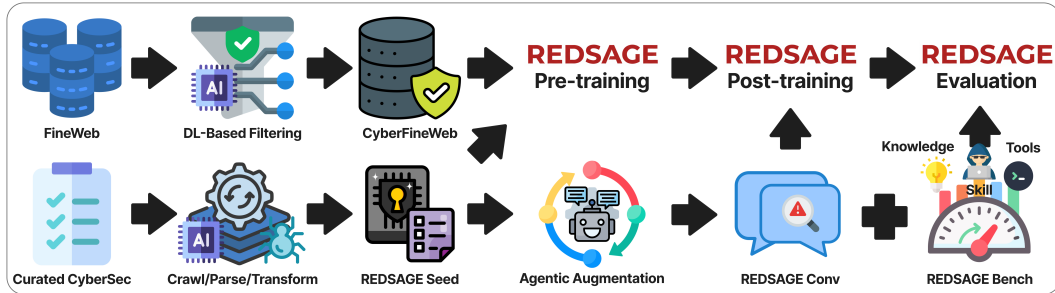 REDSAGE
Pre-training
REDSAGE
Post-training
REDSAGE
Evaluation
AI
FineWeb
DL-Based Filtering
CyberFineWeb
Knowledge
Tools
Skill
AI
Curated CyberSec
Crawl/Parse/Transform
REDSAGE Seed
Agentic Augmentation
REDSAGE Conv
REDSAGE Bench